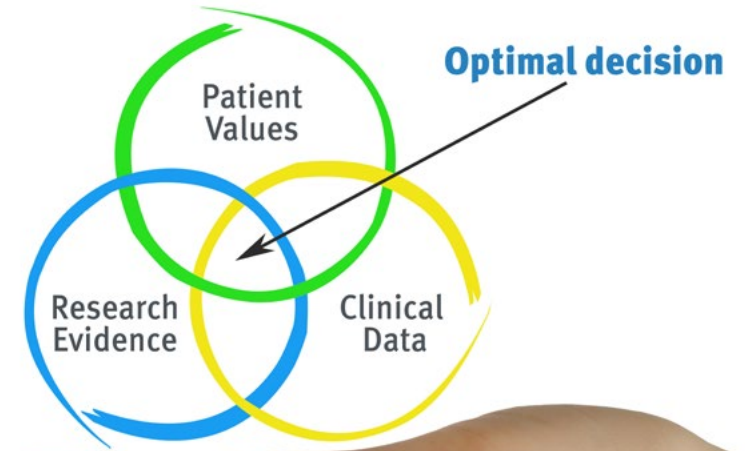 Optimal decision
Patient
Values
Research
Evidence
Clinical
Data